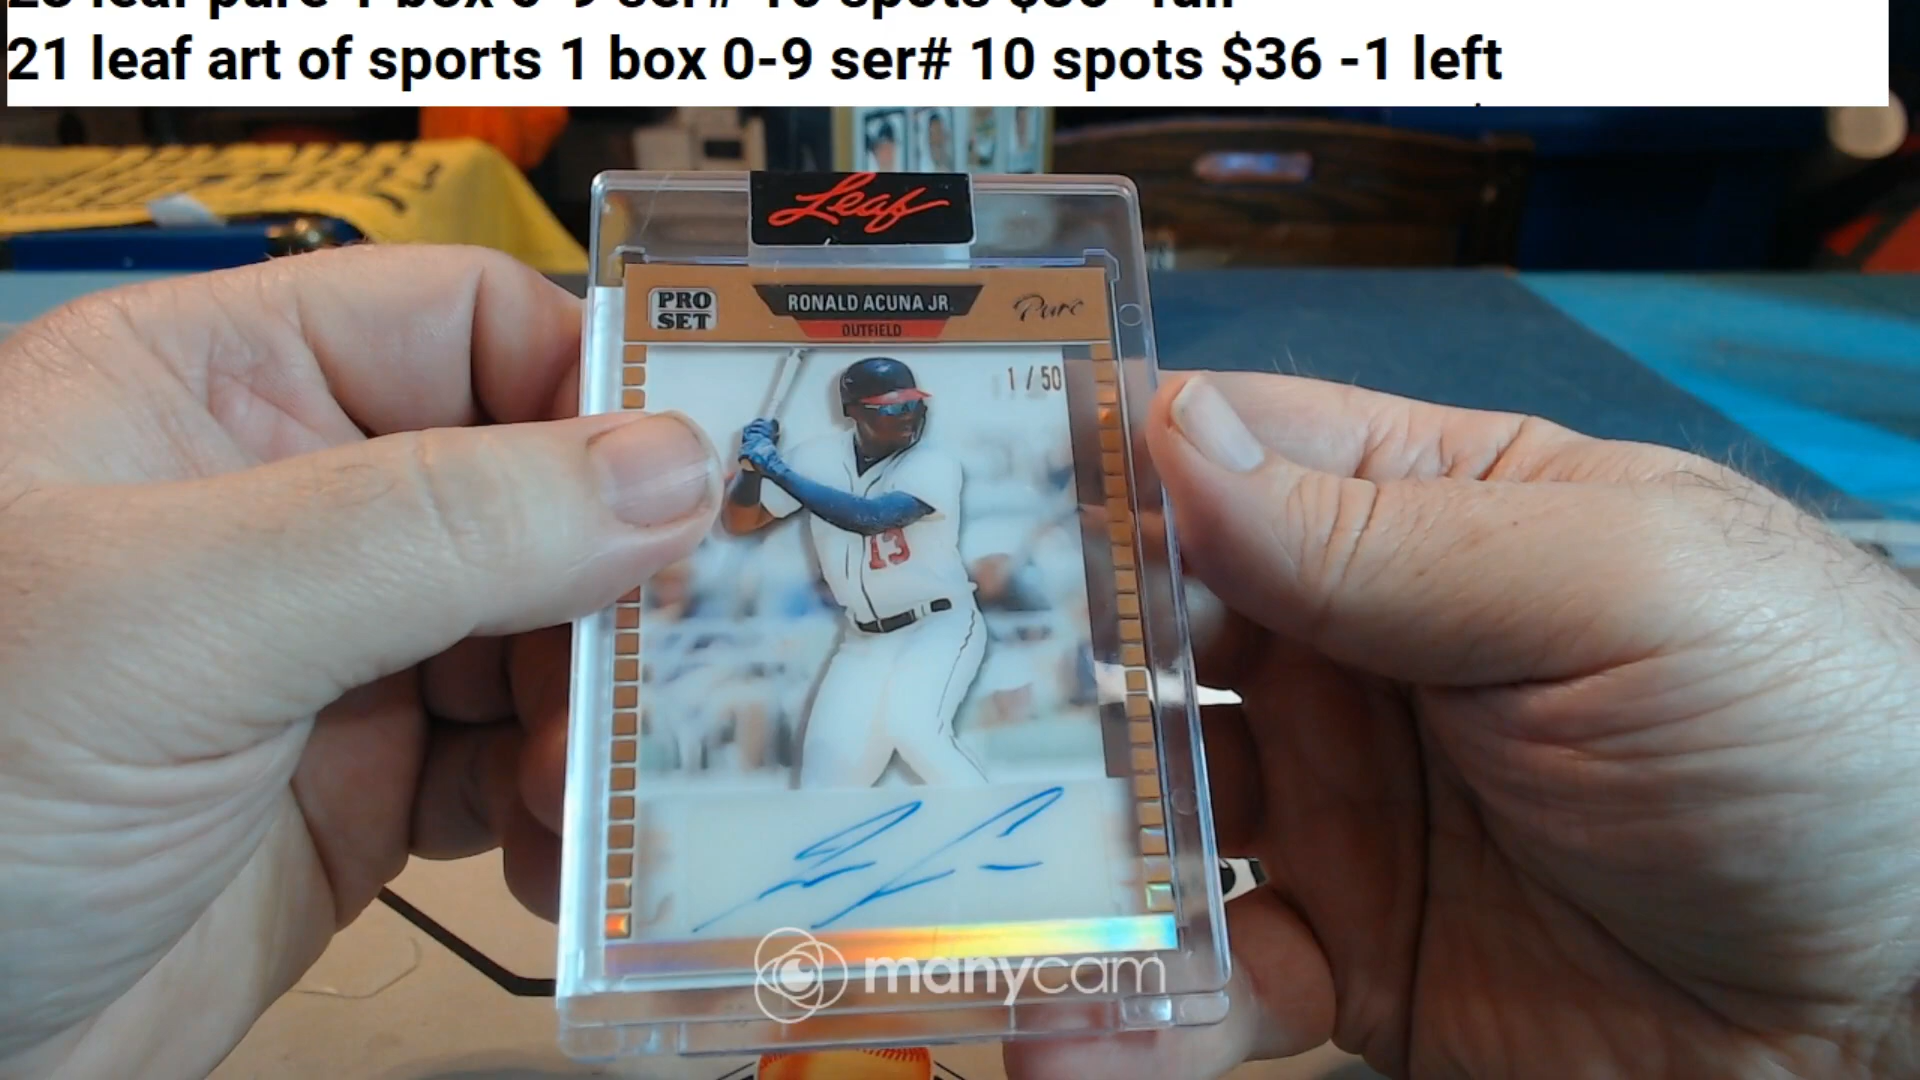 21 leaf art of sports 1 box 0-9 ser# 10 spots $36 -1 left
Leaf
PRO
SET
RONALD ACUNA JR.
OUTFIELD
Pure
1 / 50
13
manycam